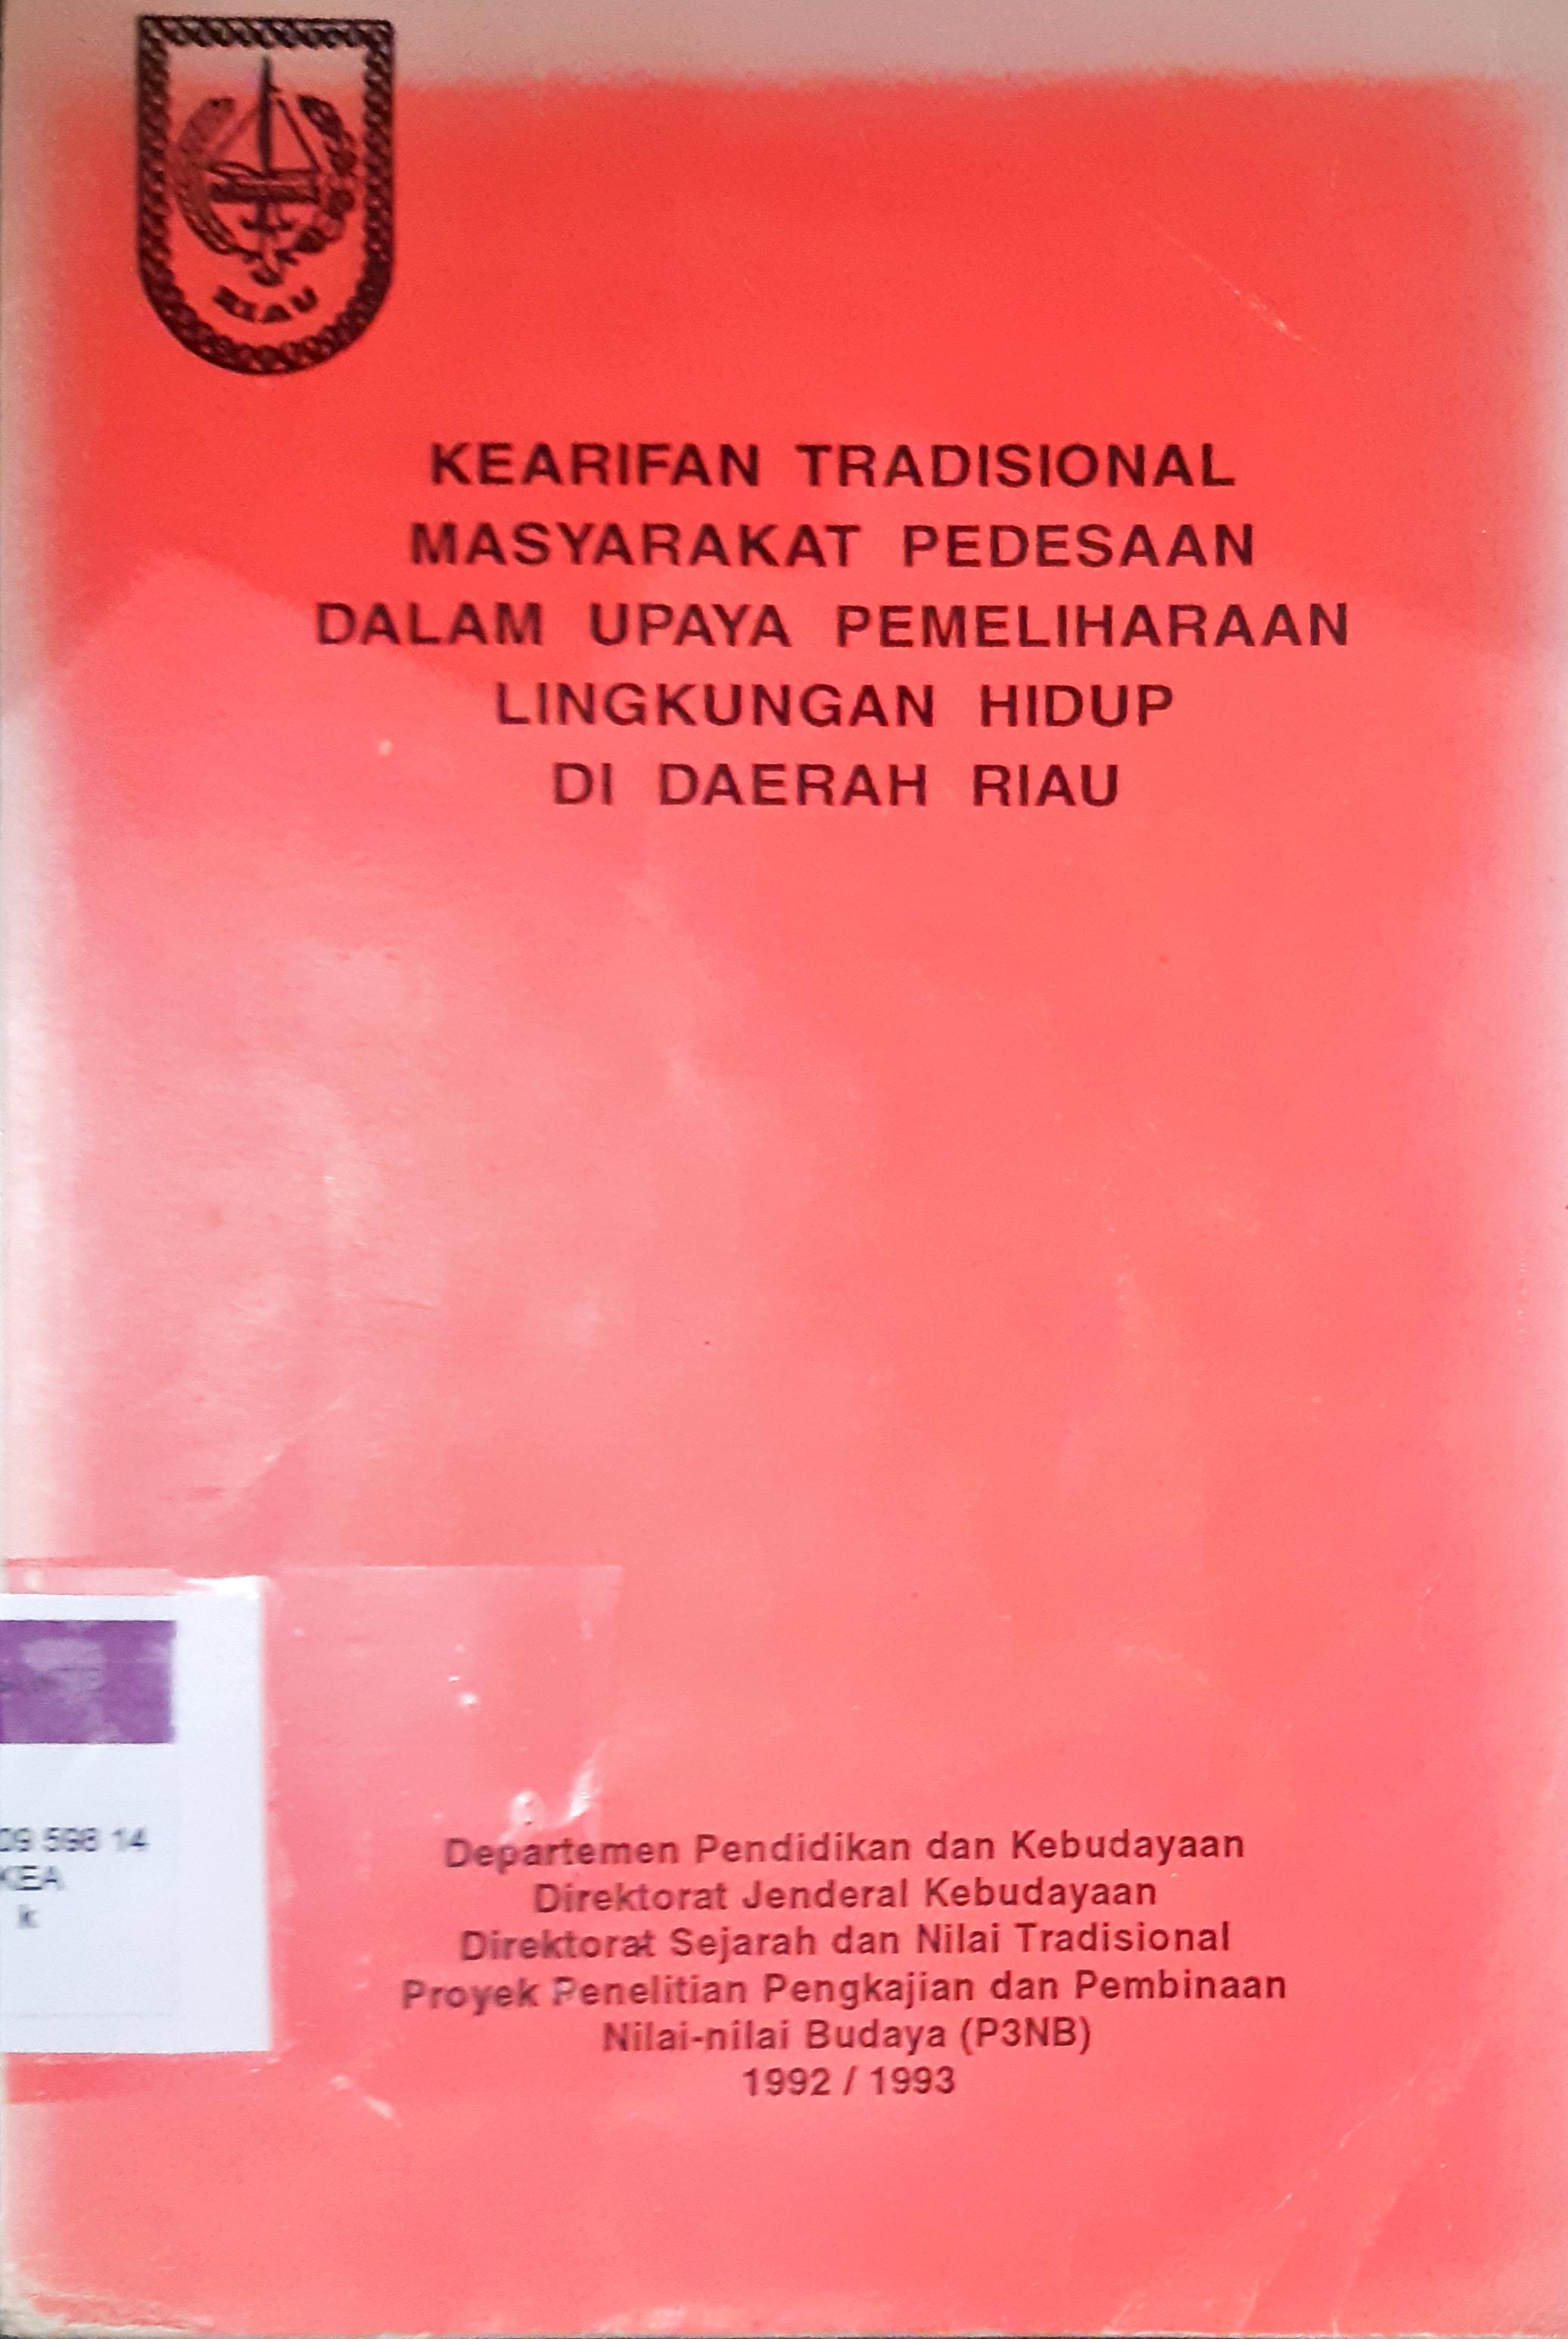 RIAU
KEARIFAN TRADISIONAL
MASYARAKAT PEDESAAN
DALAM UPAYA PEMELIHARAAN
LINGKUNGAN HIDUP
DI DAERAH RIAU
09 598 14
KEA
k
Departemen Pendidikan dan Kebudayaan
Direktorat Jenderal Kebudayaan
Direktorat Sejarah dan Nilai Tradisional
Proyek Penelitian Pengkajian dan Pembinaan
Nilai-nilai Budaya (P3NB)
1992 / 1993